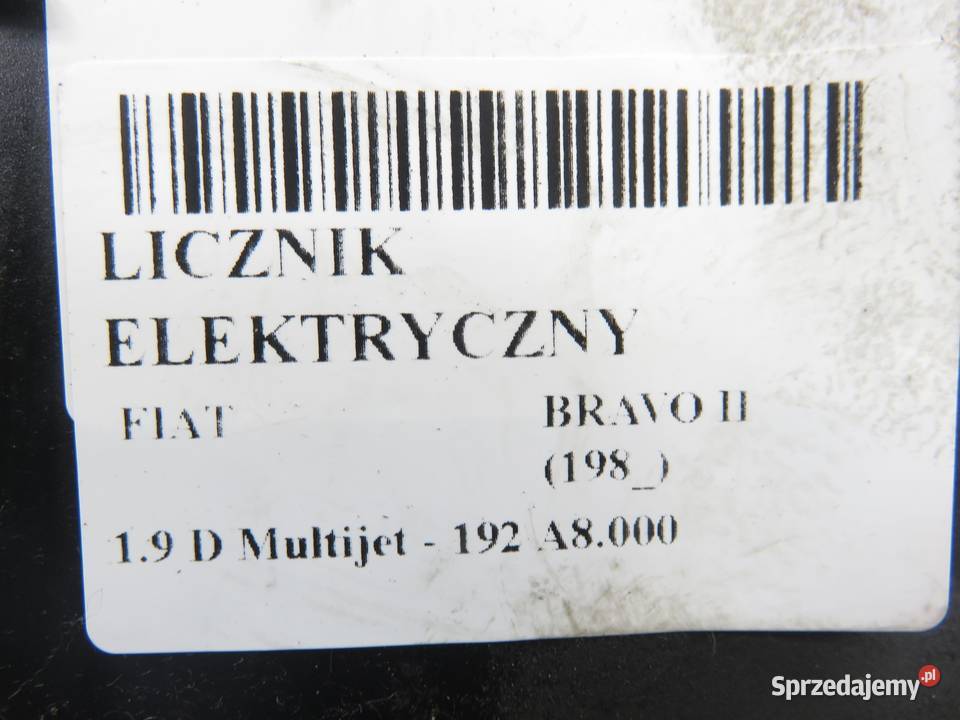 LICZNIK
ELEKTRYCZNY
FIAT BRAVO II
(198_)
1.9 D Multijet - 192 A8.000
Sprzedajemy.pl